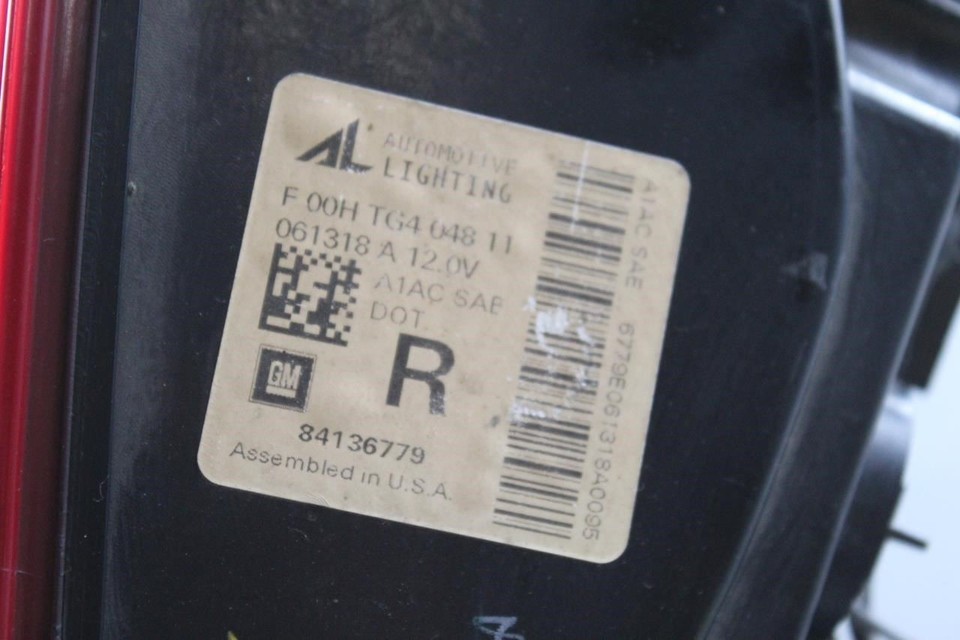 AL AUTOMOTIVE
LIGHTING
F 00H TG4 048 11
061318 A 12.0V
A1AC SAE
DOT
GM
R
84136779
Assembled in U.S.A.
A1AC SAE 6779E061318A0095